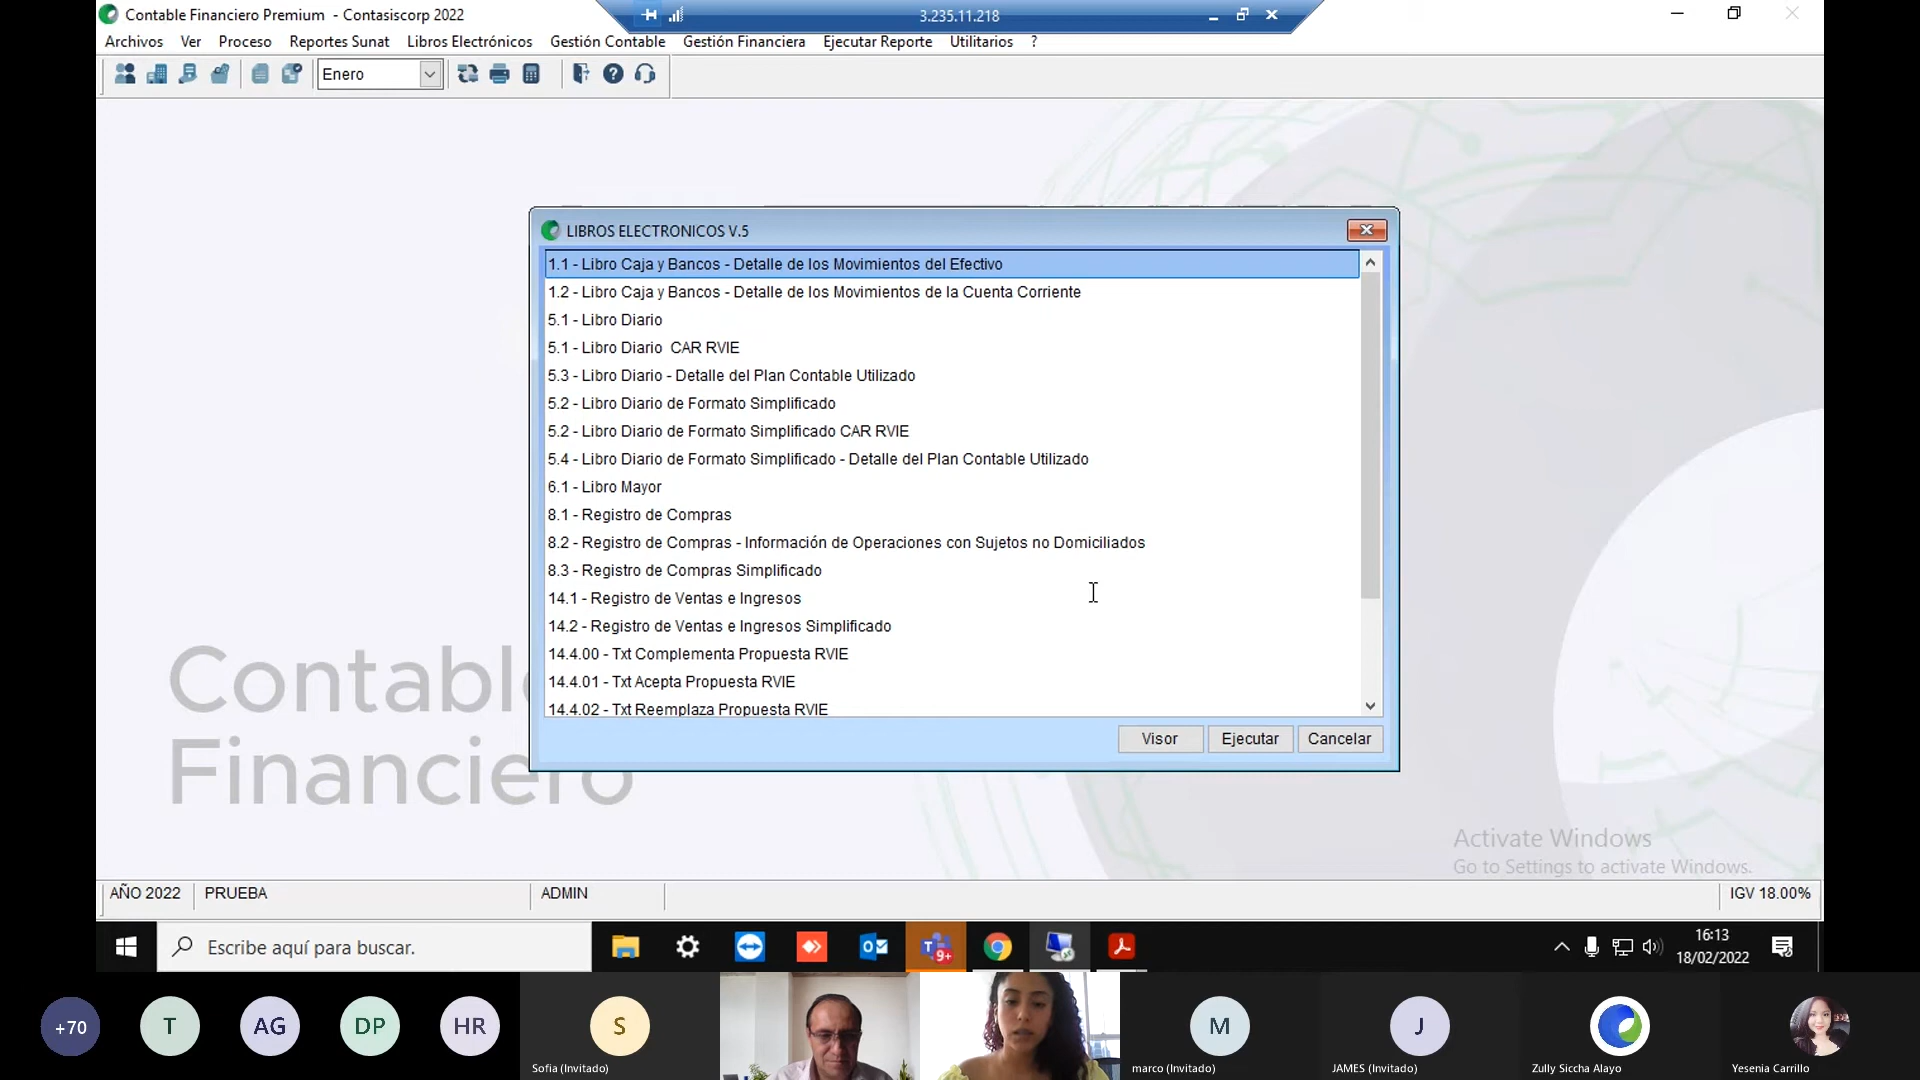 Contable Financiero Premium - Contasiscorp 2022
3.235.11.218
Archivos Ver Proceso Reportes Sunat Libros Electrónicos Gestión Contable Gestión Financiera Ejecutar Reporte Utilitarios ?
Enero
LIBROS ELECTRONICOS V.5
1.1 - Libro Caja y Bancos - Detalle de los Movimientos del Efectivo
1.2 - Libro Caja y Bancos - Detalle de los Movimientos de la Cuenta Corriente
5.1 - Libro Diario
5.1 - Libro Diario CAR RVIE
5.3 - Libro Diario - Detalle del Plan Contable Utilizado
5.2 - Libro Diario de Formato Simplificado
5.2 - Libro Diario de Formato Simplificado CAR RVIE
5.4 - Libro Diario de Formato Simplificado - Detalle del Plan Contable Utilizado
6.1 - Libro Mayor
8.1 - Registro de Compras
8.2 - Registro de Compras - Información de Operaciones con Sujetos no Domiciliados
8.3 - Registro de Compras Simplificado
14.1 - Registro de Ventas e Ingresos
14.2 - Registro de Ventas e Ingresos Simplificado
14.4.00 - Txt Complementa Propuesta RVIE
14.4.01 - Txt Acepta Propuesta RVIE
14.4.02 - Txt Reemplaza Propuesta RVIE
Visor Ejecutar Cancelar
Contable
Financiero
Activate Windows
Go to Settings to activate Windows.
AÑO 2022 PRUEBA ADMIN IGV 18.00%
Escribe aquí para buscar.
9+
16:13
18/02/2022
+70 T AG DP HR S M J
Sofia (Invitado) marco (Invitado) JAMES (Invitado) Zully Siccha Alayo Yesenia Carrillo